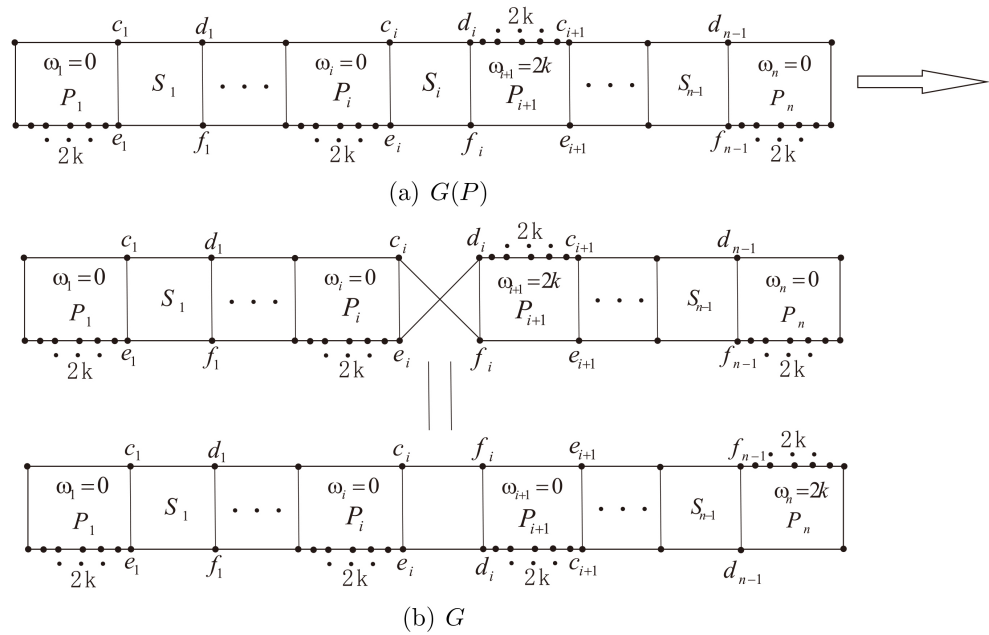 2k
c₁ d₁ cᵢ dᵢ cᵢ₊₁ dₙ₋₁
ω₁=0 ωᵢ=0 ωᵢ₊₁=2k ωₙ=0
P₁ S₁ . . . Pᵢ Sᵢ Pᵢ₊₁ . . . Sₙ₋₁ Pₙ
e₁ f₁ eᵢ fᵢ eᵢ₊₁ fₙ₋₁
2k 2k 2k
(a) G(P)
2k
c₁ d₁ cᵢ dᵢ cᵢ₊₁ dₙ₋₁
ω₁=0 ωᵢ=0 ωᵢ₊₁=2k ωₙ=0
P₁ S₁ . . . Pᵢ Pᵢ₊₁ . . . Sₙ₋₁ Pₙ
e₁ f₁ eᵢ fᵢ eᵢ₊₁ fₙ₋₁
2k 2k 2k
2k
c₁ d₁ cᵢ fᵢ eᵢ₊₁ fₙ₋₁
ω₁=0 ωᵢ=0 ωᵢ₊₁=0 ωₙ=2k
P₁ S₁ . . . Pᵢ Pᵢ₊₁ . . . Sₙ₋₁ Pₙ
e₁ f₁ eᵢ dᵢ cᵢ₊₁ dₙ₋₁
2k 2k 2k
(b) G